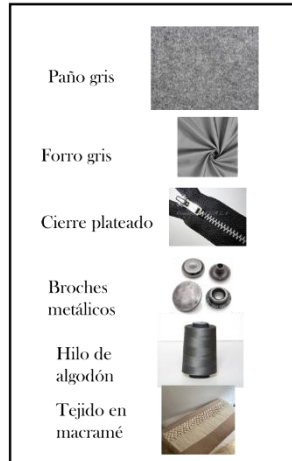 Paño gris
Forro gris
Cierre plateado
Broches
metálicos
Hilo de
algodón
Tejido en
macramé